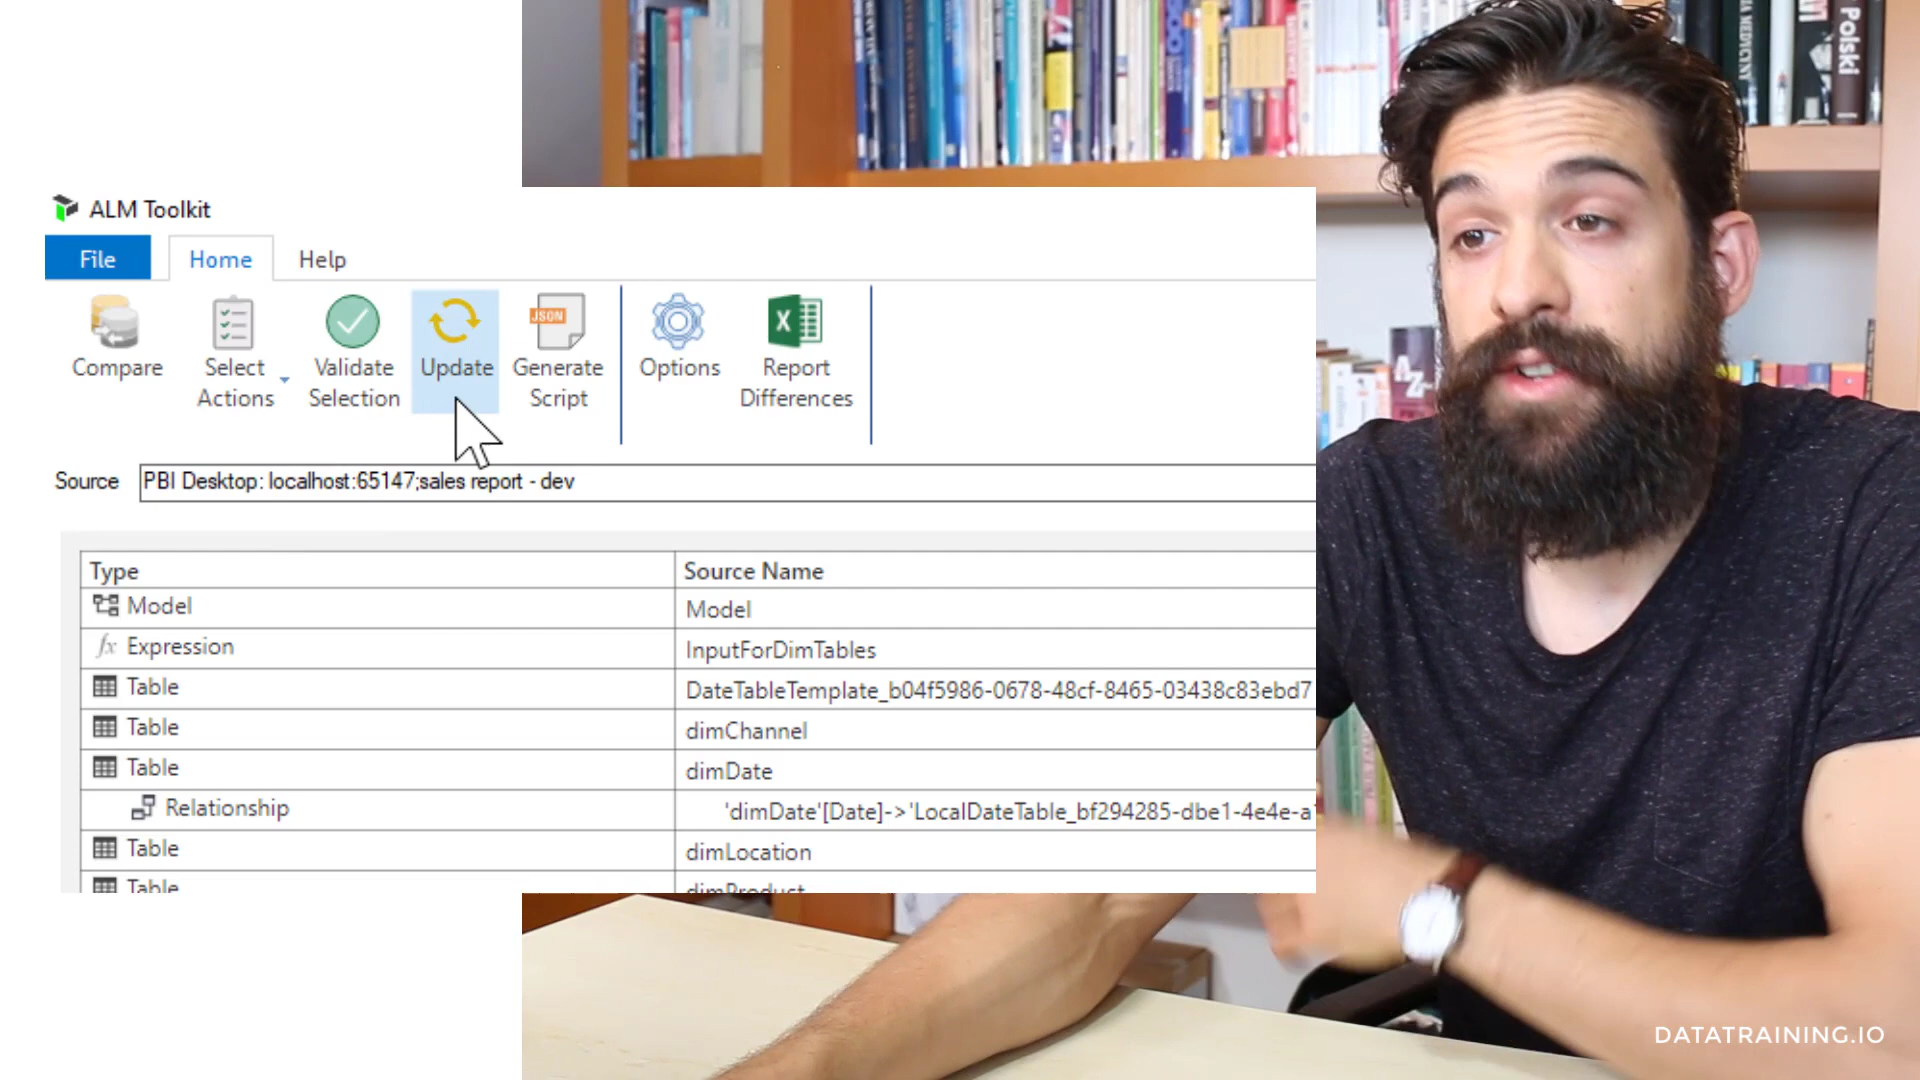 Polski
ALM Toolkit
File Home Help
Compare
Select Actions
Validate Selection
Update
JSON
Generate Script
Options
X
Report Differences
Source PBI Desktop: localhost:65147;sales report - dev
Type Source Name
Model Model
fx Expression InputForDimTables
Table DateTableTemplate_b04f5986-0678-48cf-8465-03438c83ebd7
Table dimChannel
Table dimDate
Relationship 'dimDate'[Date]->'LocalDateTable_bf294285-dbe1-4e4e-a
Table dimLocation
Table dimProduct
A-Z
DATATRAINING.IO